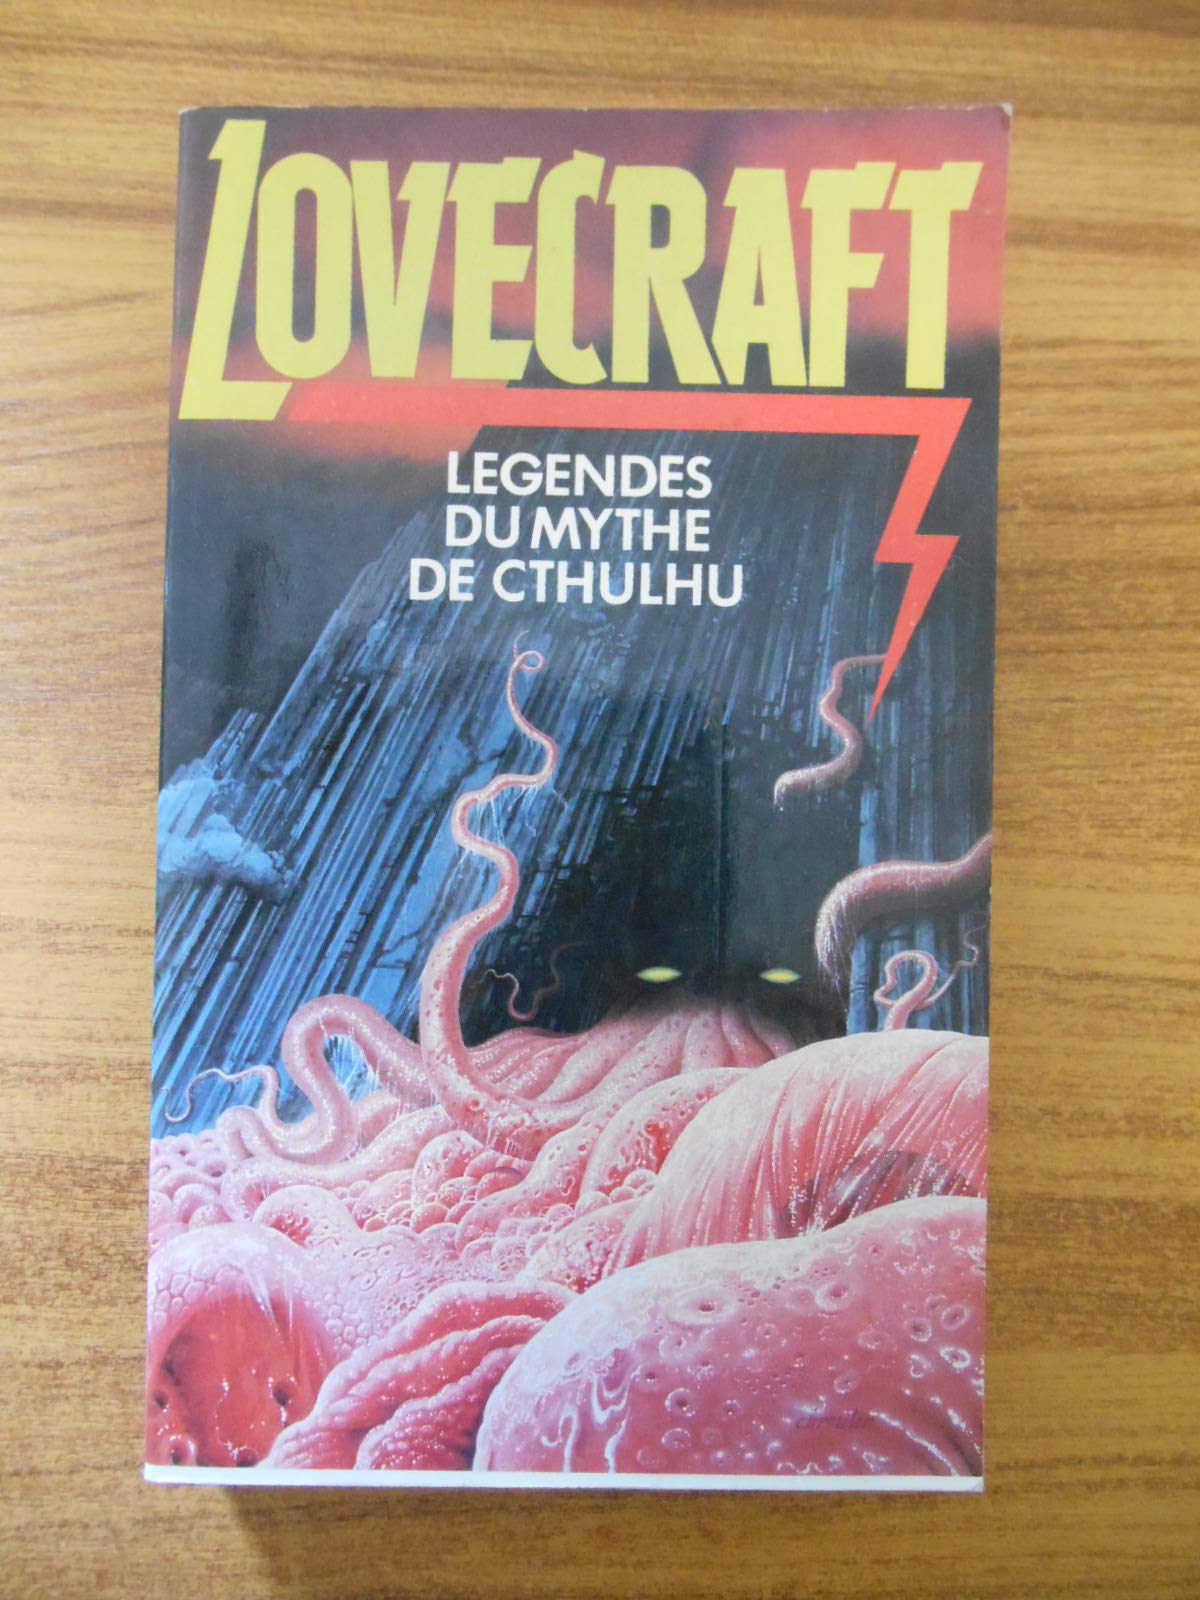 LOVECRAFT
LEGENDES
DU MYTHE
DE CTHULHU